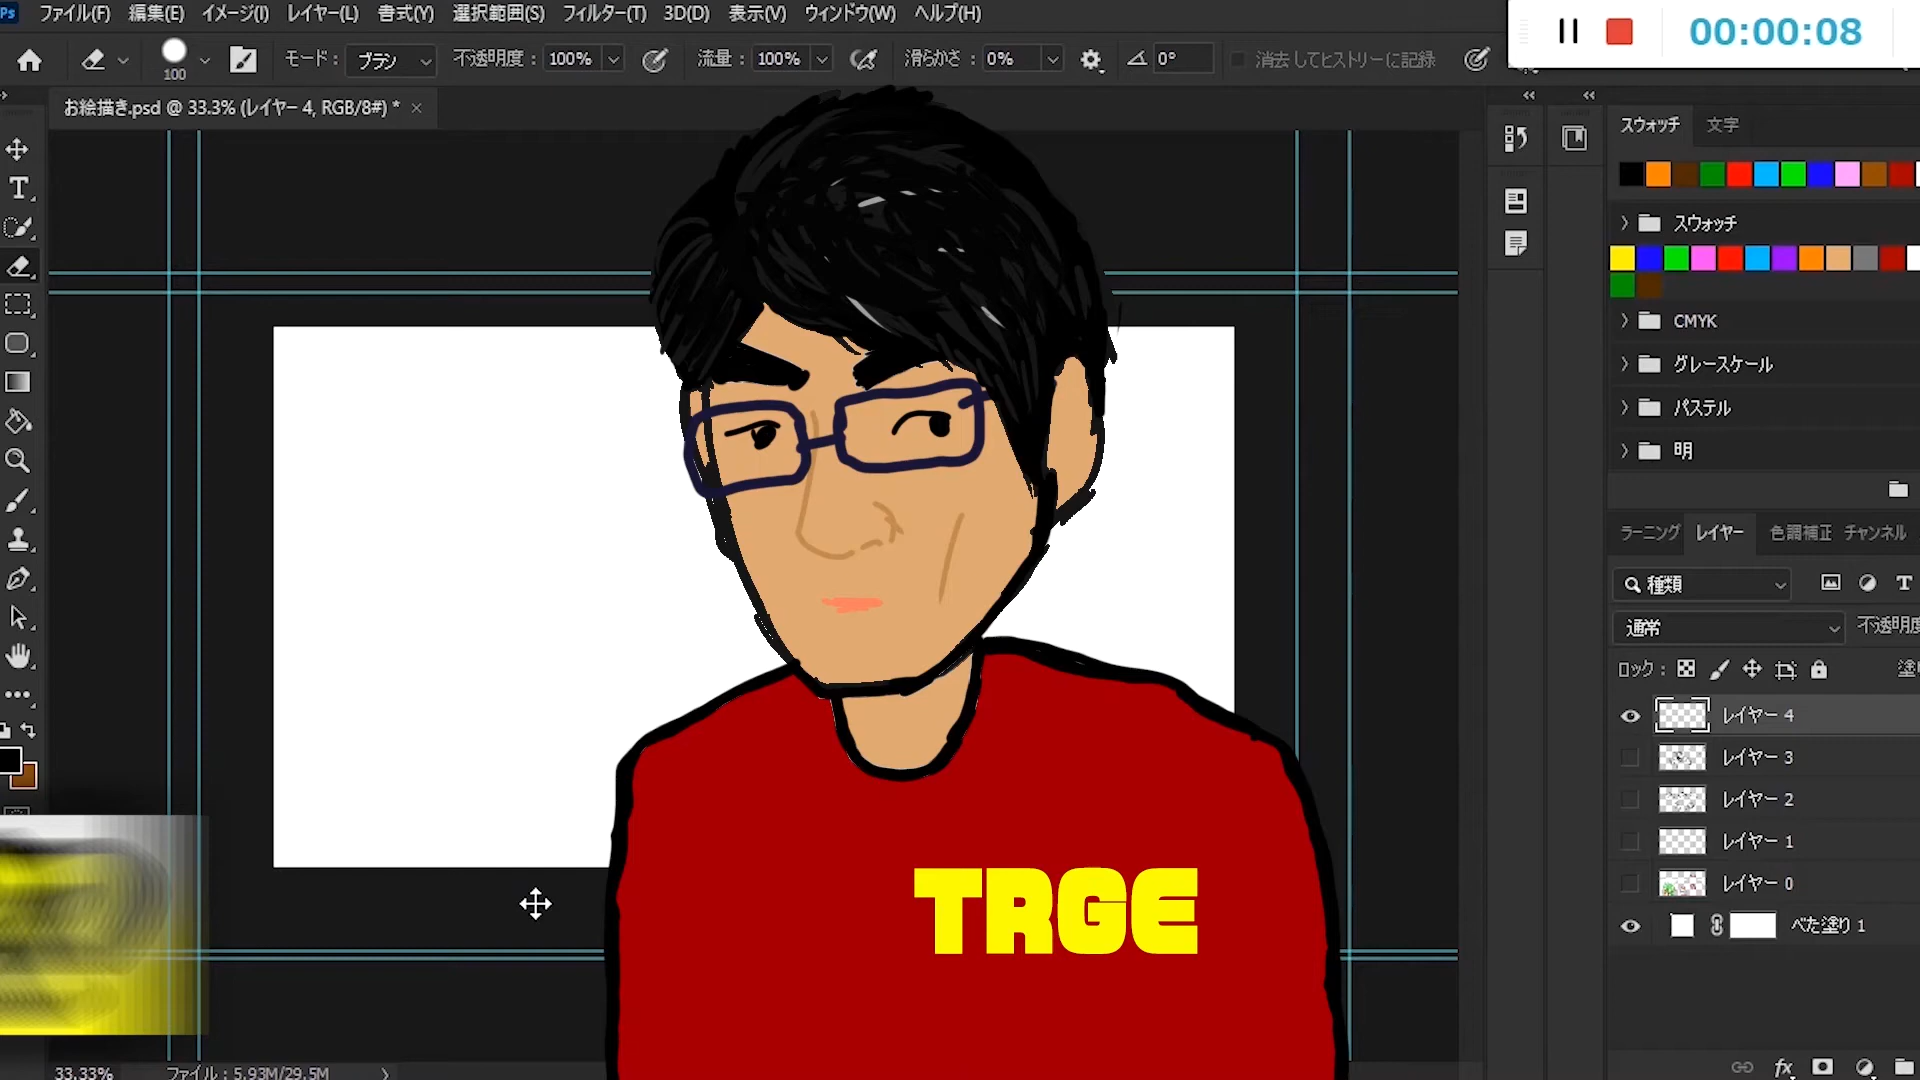 Ps ファイル(F) 編集(E) イメージ(I) レイヤー(L) 書式(Y) 選択範囲(S) フィルター(T) 3D(D) 表示(V) ウィンドウ(W) ヘルプ(H)
00:00:08
100 モード : ブラシ 不透明度 : 100% 流量 : 100% 滑らかさ : 0% 0° 消去してヒストリーに記録
お絵描き.psd @ 33.3% (レイヤー 4, RGB/8#) * ×
スウォッチ 文字
スウォッチ
CMYK
グレースケール
パステル
明
ラーニング レイヤー 色調補正 チャンネル
種類
通常 不透明度
ロック :
レイヤー 4
レイヤー 3
レイヤー 2
レイヤー 1
レイヤー 0
べた塗り 1
TRGE
33.33% ファイル : 5.93M/29.5M